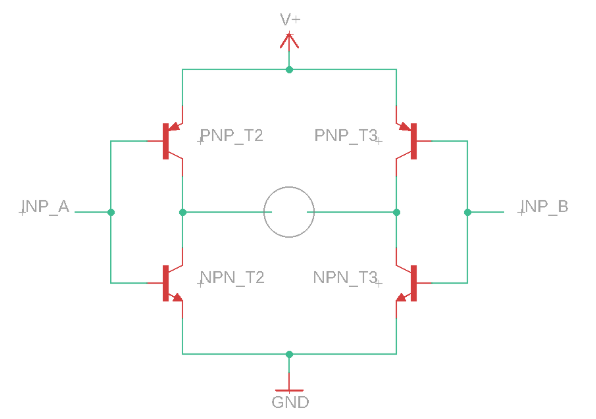 V+
PNP_T2
PNP_T3
INP_A
INP_B
NPN_T2
NPN_T3
GND